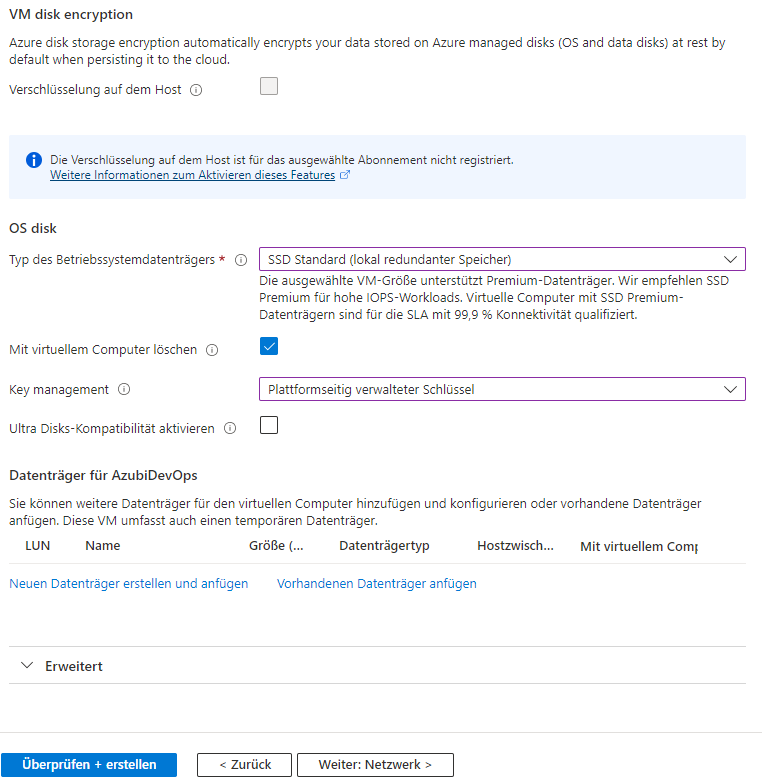 VM disk encryption
Azure disk storage encryption automatically encrypts your data stored on Azure managed disks (OS and data disks) at rest by
default when persisting it to the cloud.
Verschlüsselung auf dem Host
Die Verschlüsselung auf dem Host ist für das ausgewählte Abonnement nicht registriert.
Weitere Informationen zum Aktivieren dieses Features
OS disk
Typ des Betriebssystemdatenträgers * SSD Standard (lokal redundanter Speicher)
Die ausgewählte VM-Größe unterstützt Premium-Datenträger. Wir empfehlen SSD
Premium für hohe IOPS-Workloads. Virtuelle Computer mit SSD Premium-
Datenträgern sind für die SLA mit 99,9 % Konnektivität qualifiziert.
Mit virtuellem Computer löschen
Key management Plattformseitig verwalteter Schlüssel
Ultra Disks-Kompatibilität aktivieren
Datenträger für AzubiDevOps
Sie können weitere Datenträger für den virtuellen Computer hinzufügen und konfigurieren oder vorhandene Datenträger
anfügen. Diese VM umfasst auch einen temporären Datenträger.
LUN Name Größe (... Datenträgertyp Hostzwisch... Mit virtuellem Comp
Neuen Datenträger erstellen und anfügen Vorhandenen Datenträger anfügen
Erweitert
Überprüfen + erstellen < Zurück Weiter: Netzwerk >